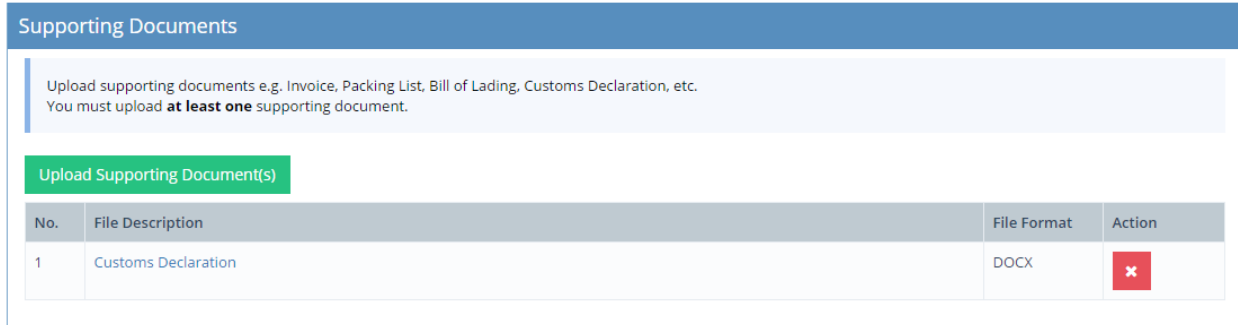 Supporting Documents
Upload supporting documents e.g. Invoice, Packing List, Bill of Lading, Customs Declaration, etc.
You must upload at least one supporting document.
Upload Supporting Document(s)
No. File Description File Format Action
1 Customs Declaration DOCX